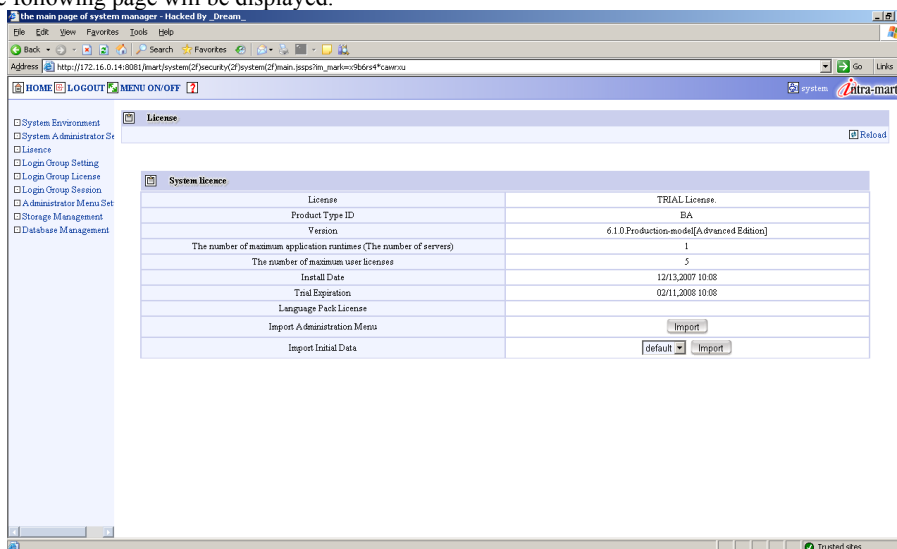 e following page will be displayed.
the main page of system manager - Hacked By _Dream_
File Edit View Favorites Tools Help
Back Search Favorites
Address http://172.16.0.14:8081/imart/system(2f)security(2f)system(2f)main.jssps?im_mark=x9b6rs4*cawrxu Go Links
HOME LOGOUT MENU ON/OFF ? system intra-mart
License
Reload
System Environment
System Administrator Se
Lisence
Login Group Setting
Login Group License
Login Group Session
Administrator Menu Set
Storage Management
Database Management
System licence
License TRIAL License.
Product Type ID BA
Version 6.1.0.Production-model[Advanced Edition]
The number of maximum application runtimes (The number of servers) 1
The number of maximum user licenses 5
Install Date 12/13,2007 10:08
Trial Expiration 02/11,2008 10:08
Language Pack License
Import Administration Menu Import
Import Initial Data default Import
Trusted sites